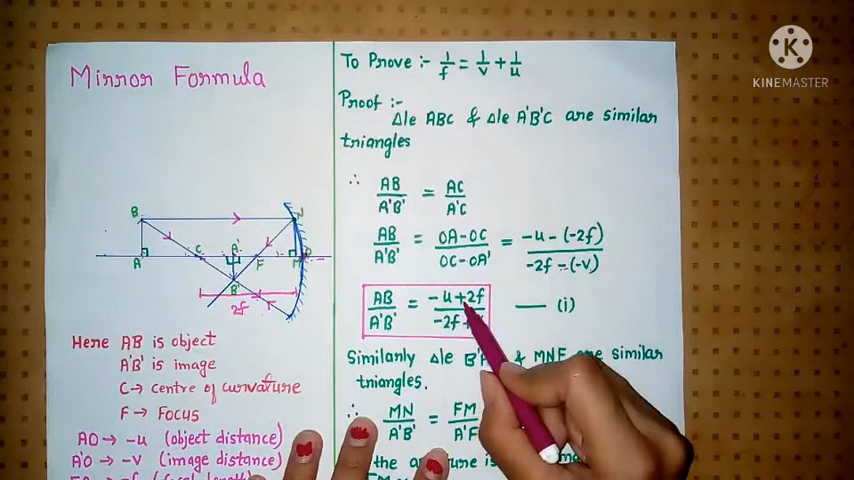 K
KINEMASTER
Mirror Formula
B
N
A
C
A'
F
M
B'
2f
Here AB is object
A'B' is image
C→ centre of curvature
F→ Focus
AO → -u (object distance)
A'O → -v (image distance)
To Prove :- 1/f = 1/v + 1/u
Proof :-
Δle ABC & Δle A'B'C are similar
triangles
∴ AB/A'B' = AC/A'C
AB/A'B' = OA-OC/OC-OA' = -u-(-2f)/-2f-(-v)
AB/A'B' = -u+2f/-2f+ —— (i)
Similarly Δle & MNF are similar
triangles.
∴ MN/A'B' = FM/A'F
the is